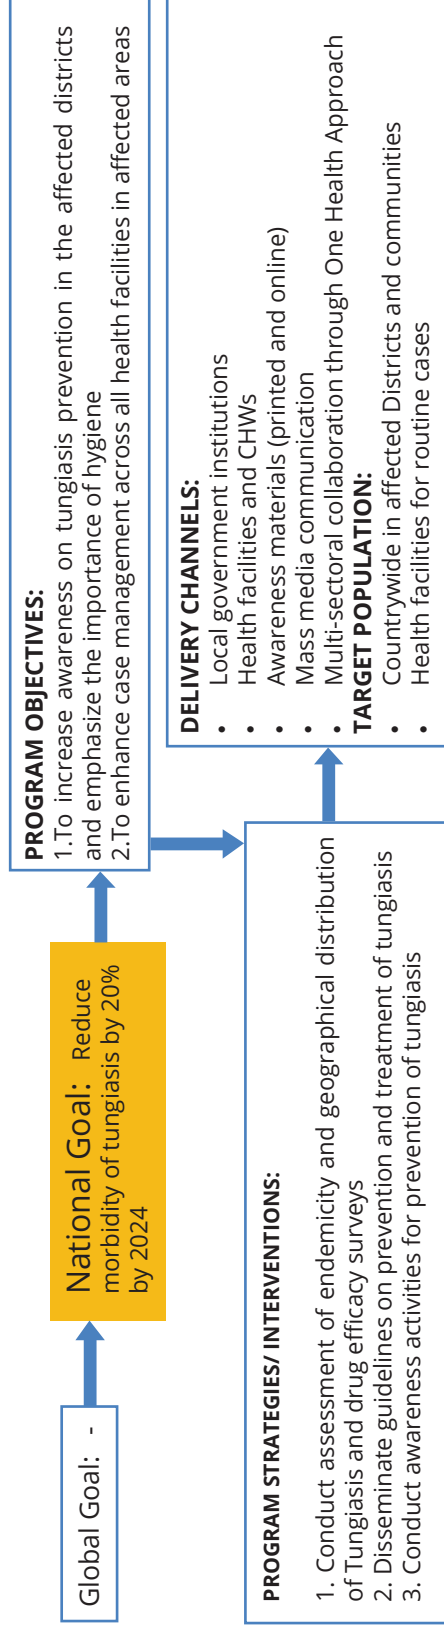 Global Goal: -
National Goal: Reduce
morbidity of tungiasis by 20%
by 2024
PROGRAM OBJECTIVES:
1.To increase awareness on tungiasis prevention in the affected districts
and emphasize the importance of hygiene
2.To enhance case management across all health facilities in affected areas
PROGRAM STRATEGIES/ INTERVENTIONS:
1. Conduct assessment of endemicity and geographical distribution
of Tungiasis and drug efficacy surveys
2. Disseminate guidelines on prevention and treatment of tungiasis
3. Conduct awareness activities for prevention of tungiasis
DELIVERY CHANNELS:
• Local government institutions
• Health facilities and CHWs
• Awareness materials (printed and online)
• Mass media communication
• Multi-sectoral collaboration through One Health Approach
TARGET POPULATION:
• Countrywide in affected Districts and communities
• Health facilities for routine cases